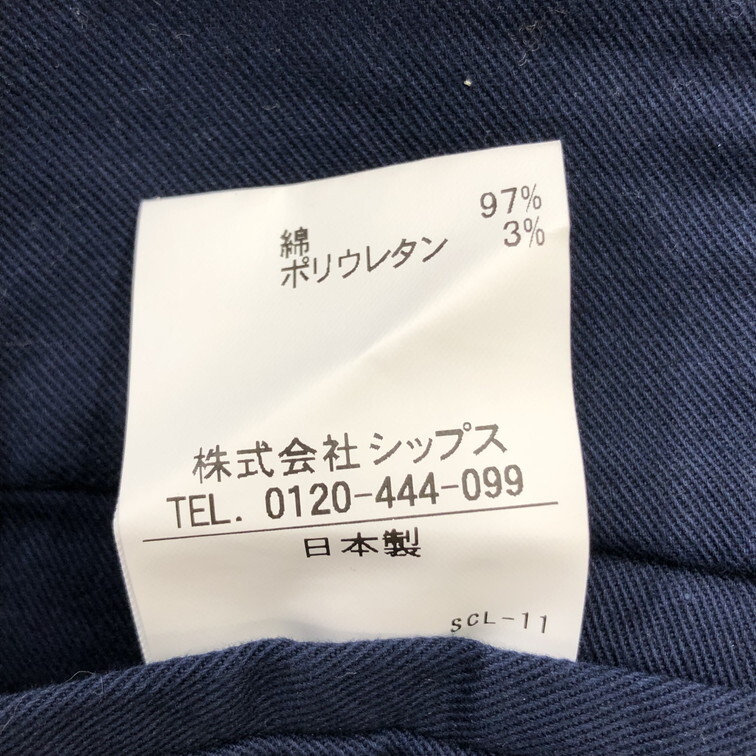 綿 97%
ポリウレタン 3%
株式会社シップス
TEL. 0120-444-099
日本製
SCL-11